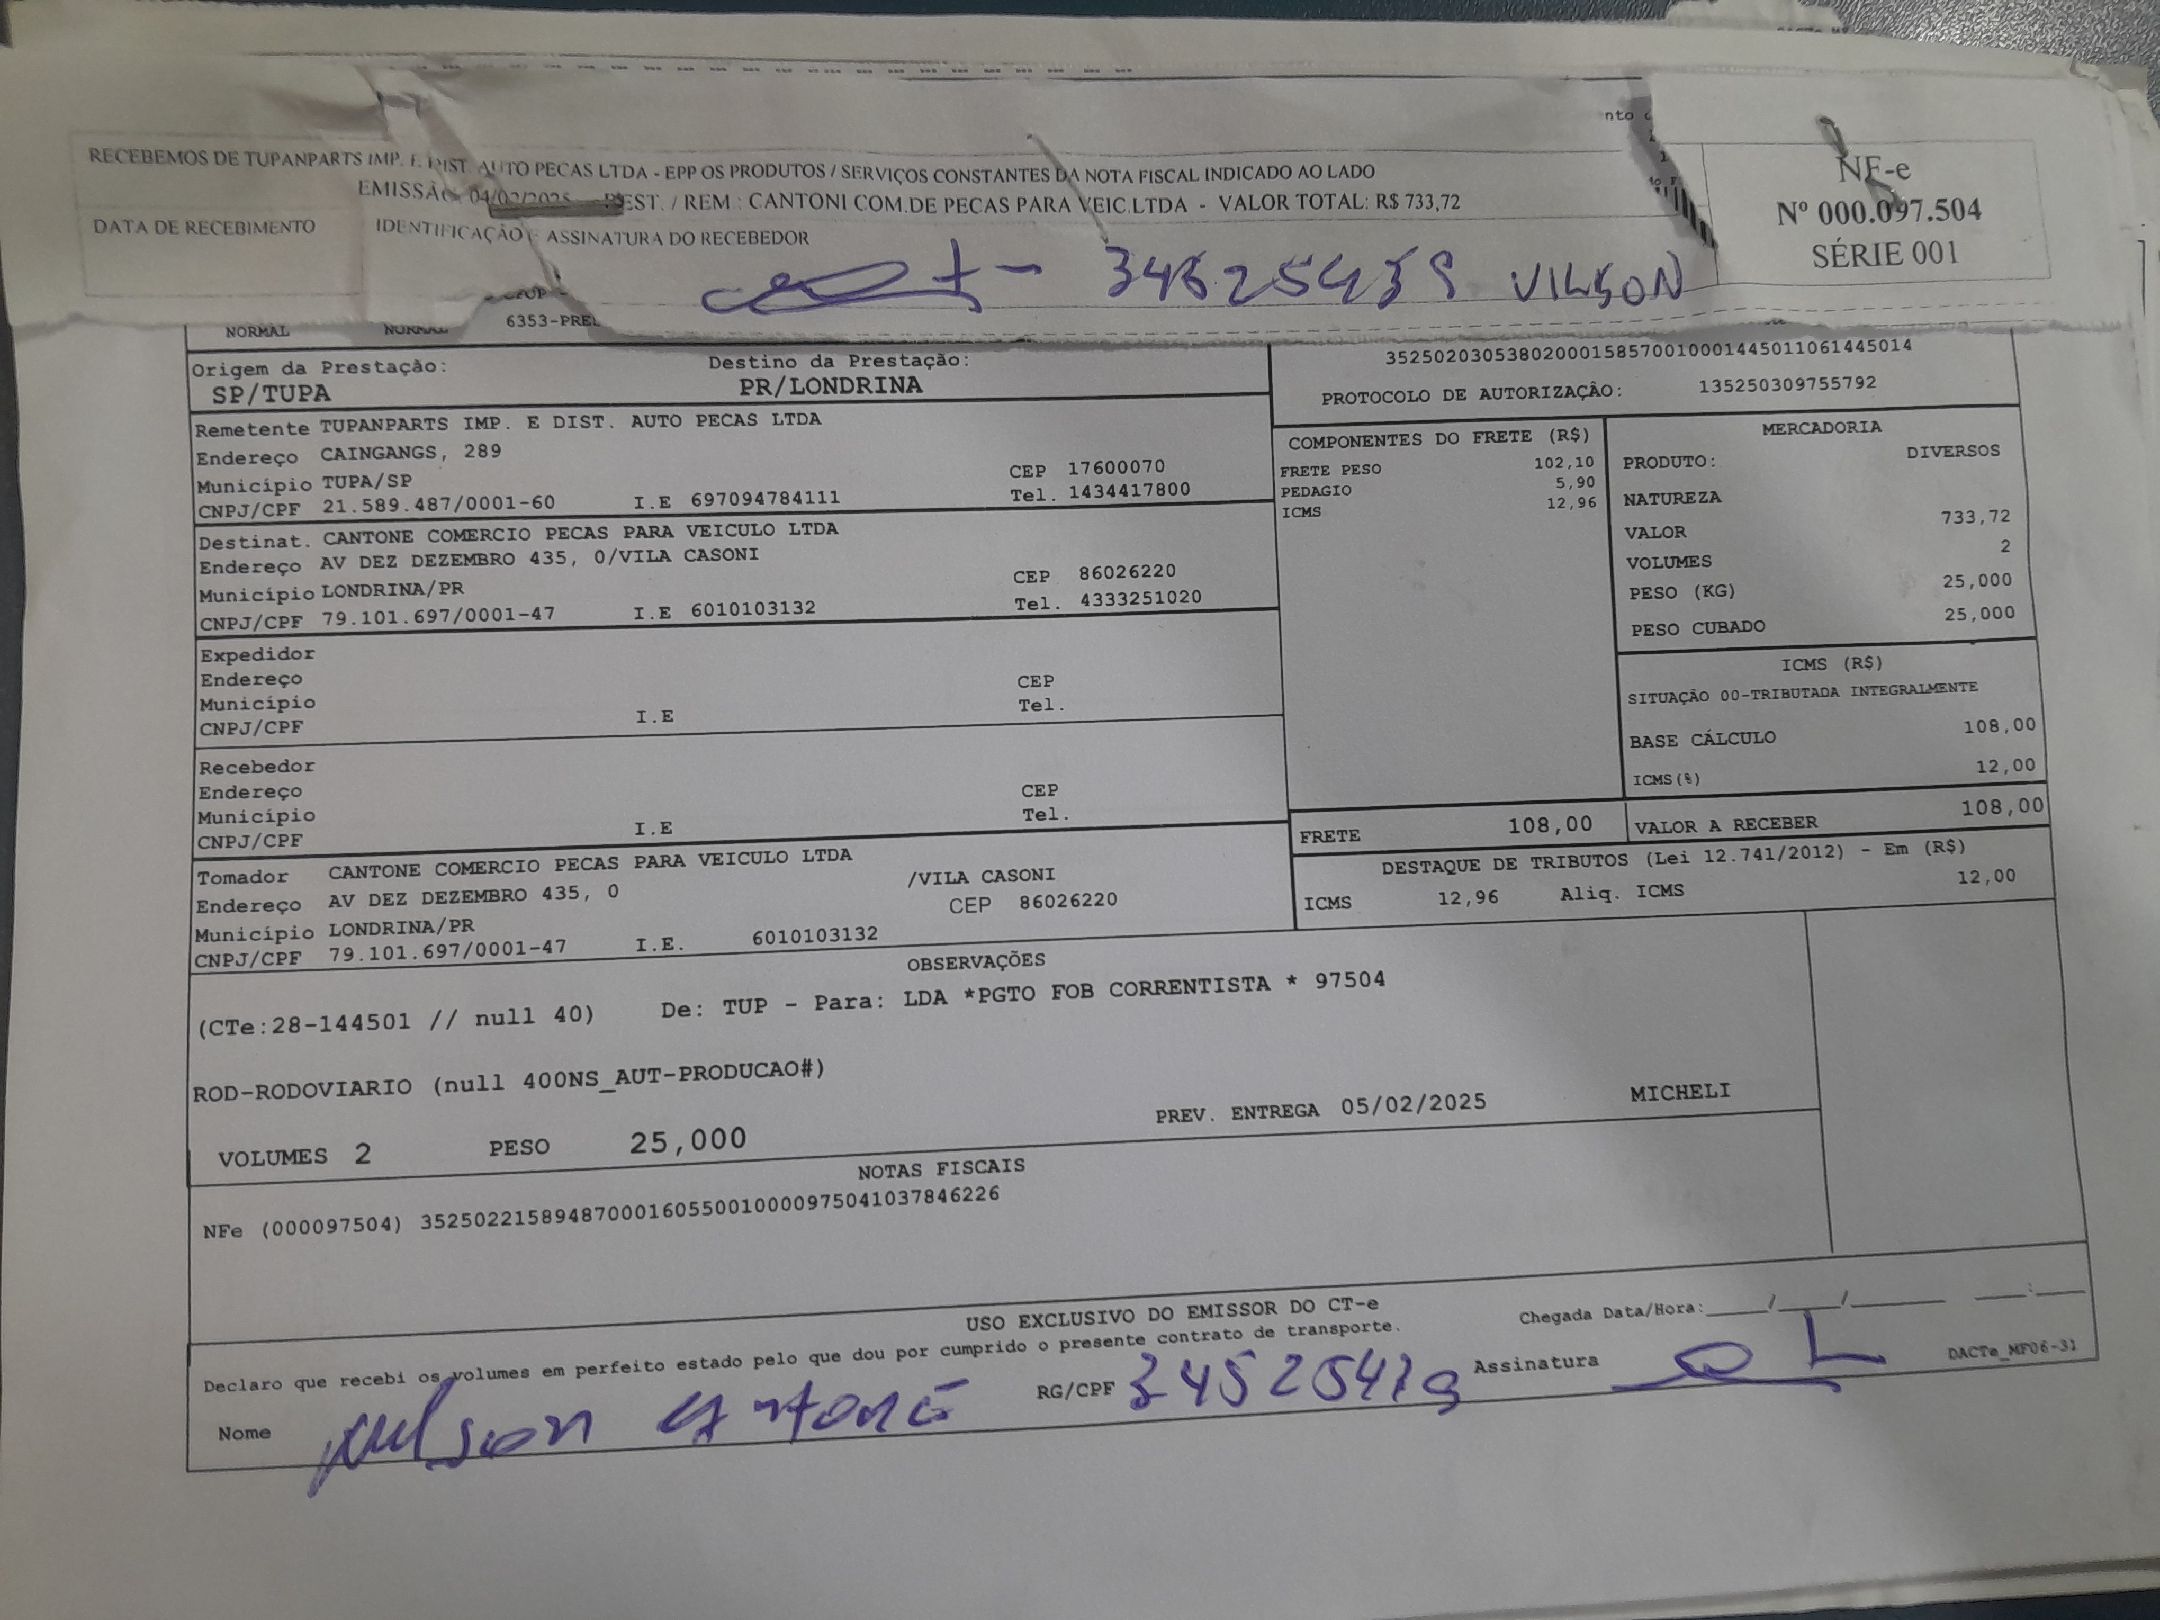 RECEBEMOS DE TUPANPARTS IMP. E DIST. AUTO PECAS LTDA - EPP OS PRODUTOS / SERVIÇOS CONSTANTES DA NOTA FISCAL INDICADO AO LADO
EMISSÃO 04/02/2025 DEST. / REM : CANTONI COM.DE PECAS PARA VEIC.LTDA - VALOR TOTAL: R$ 733,72
DATA DE RECEBIMENTO IDENTIFICAÇÃO E ASSINATURA DO RECEBEDOR
VILSON
NF-e
Nº 000.097.504
SÉRIE 001
NORMAL NORMAL 6353-PRE
35250203053802000158570010001445011061445014
PROTOCOLO DE AUTORIZAÇÃO: 135250309755792
Origem da Prestação: Destino da Prestação:
SP/TUPA PR/LONDRINA
Remetente TUPANPARTS IMP. E DIST. AUTO PECAS LTDA
Endereço CAINGANGS, 289
CEP 17600070
Município TUPA/SP
Tel. 1434417800
CNPJ/CPF 21.589.487/0001-60 I.E 697094784111
Destinat. CANTONE COMERCIO PECAS PARA VEICULO LTDA
Endereço AV DEZ DEZEMBRO 435, 0/VILA CASONI
CEP 86026220
Município LONDRINA/PR
Tel. 4333251020
CNPJ/CPF 79.101.697/0001-47 I.E 6010103132
Expedidor
Endereço
CEP
Município
Tel.
CNPJ/CPF I.E
Recebedor
Endereço
CEP
Município
Tel.
CNPJ/CPF I.E
Tomador CANTONE COMERCIO PECAS PARA VEICULO LTDA
Endereço AV DEZ DEZEMBRO 435, 0 /VILA CASONI
CEP 86026220
Município LONDRINA/PR
CNPJ/CPF 79.101.697/0001-47 I.E. 6010103132
COMPONENTES DO FRETE (R$)
FRETE PESO 102,10
PEDAGIO 5,90
ICMS 12,96
MERCADORIA
PRODUTO: DIVERSOS
NATUREZA
VALOR 733,72
VOLUMES 2
PESO (KG) 25,000
PESO CUBADO 25,000
ICMS (R$)
SITUAÇÃO 00-TRIBUTADA INTEGRALMENTE
BASE CÁLCULO 108,00
ICMS(%) 12,00
FRETE 108,00 VALOR A RECEBER 108,00
DESTAQUE DE TRIBUTOS (Lei 12.741/2012) - Em (R$)
ICMS 12,96 Aliq. ICMS 12,00
OBSERVAÇÕES
(CTe:28-144501 // null 40) De: TUP - Para: LDA *PGTO FOB CORRENTISTA * 97504
ROD-RODOVIARIO (null 400NS_AUT-PRODUCAO#)
PREV. ENTREGA 05/02/2025 MICHELI
VOLUMES 2 PESO 25,000
NOTAS FISCAIS
NFe (000097504) 35250221589487000160550010000975041037846226
USO EXCLUSIVO DO EMISSOR DO CT-e
Chegada Data/Hora:____/____/______ ___:___
Declaro que recebi os volumes em perfeito estado pelo que dou por cumprido o presente contrato de transporte.
Nome RG/CPF Assinatura
DACTe_MF06-31